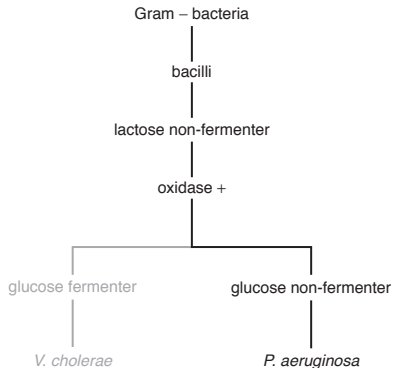 Gram – bacteria
bacilli
lactose non-fermenter
oxidase +
glucose fermenter
glucose non-fermenter
V. cholerae
P. aeruginosa